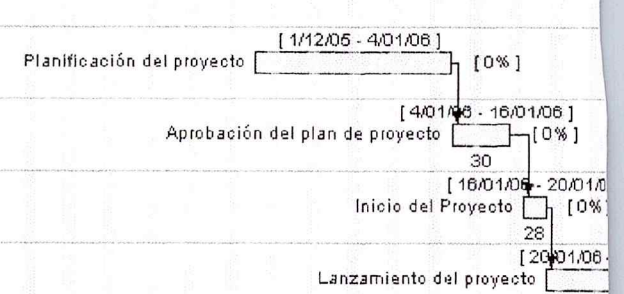 [ 1/12/05 - 4/01/06 ]
Planificación del proyecto [ 0% ]
[ 4/01/06 - 16/01/06 ]
Aprobación del plan de proyecto [ 0% ]
30
[ 16/01/06 - 20/01/0
Inicio del Proyecto [ 0%
28
[ 20/01/06 -
Lanzamiento del proyecto